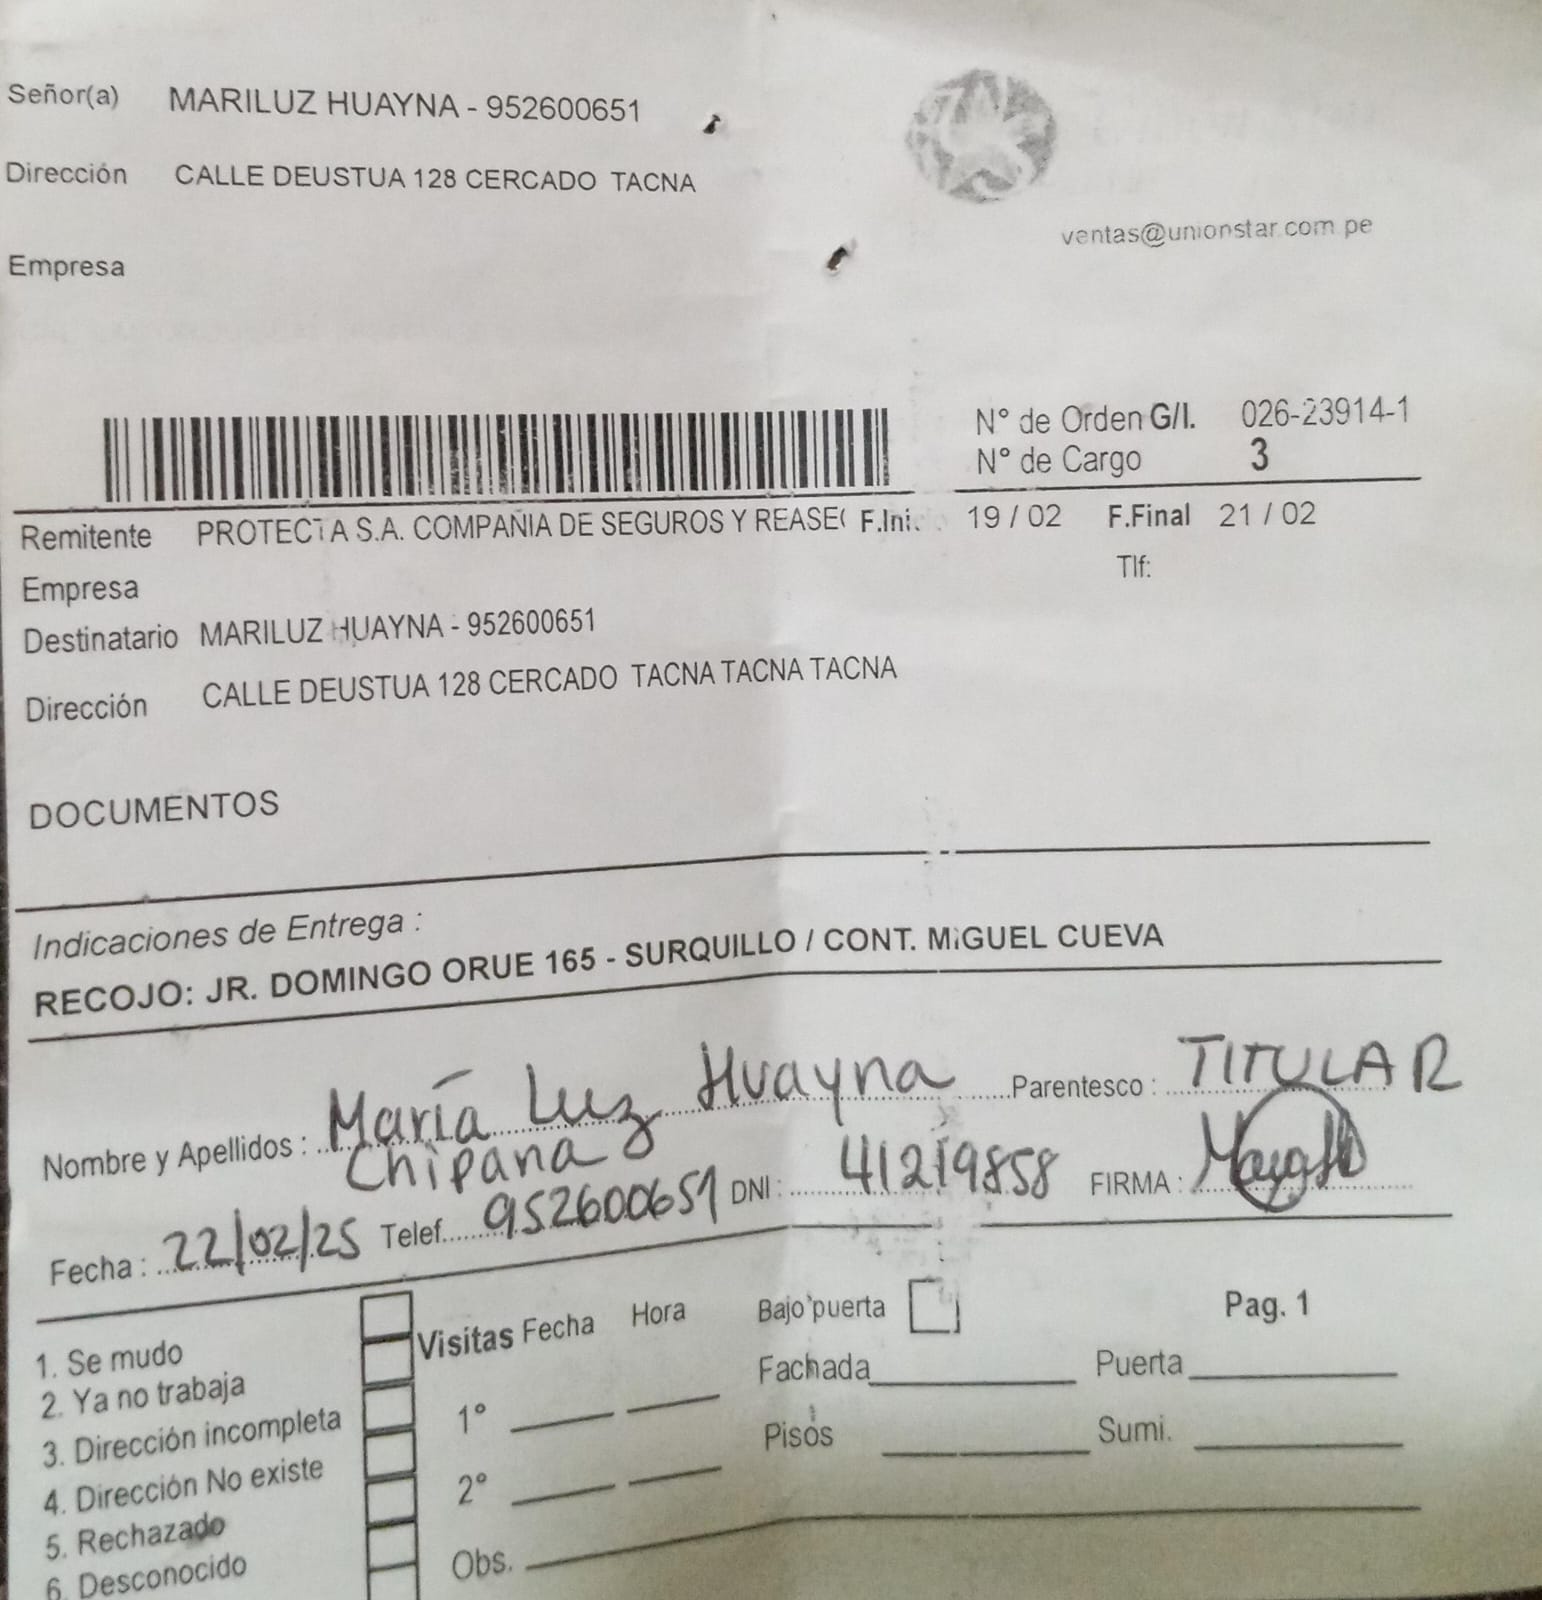 Señor(a) MARILUZ HUAYNA - 952600651
Dirección CALLE DEUSTUA 128 CERCADO TACNA
ventas@unionstar.com.pe
Empresa
N° de Orden G/I. 026-23914-1
N° de Cargo 3
Remitente PROTECTA S.A. COMPAÑIA DE SEGUROS Y REASE( F.Ini. 19 / 02 F.Final 21 / 02
Tlf:
Empresa
Destinatario MARILUZ HUAYNA - 952600651
Dirección CALLE DEUSTUA 128 CERCADO TACNA TACNA TACNA
DOCUMENTOS
Indicaciones de Entrega :
RECOJO: JR. DOMINGO ORUE 165 - SURQUILLO / CONT. MIGUEL CUEVA
Nombre y Apellidos : María Luz Huayna Parentesco : TITULAR
Chipana
Fecha : 22/02/25 Telef. 952600651 DNI : 41219858 FIRMA :
Visitas Fecha Hora Bajo puerta Pag. 1
1. Se mudo
2. Ya no trabaja
3. Dirección incompleta
4. Dirección No existe
5. Rechazado
6. Desconocido
1°
2°
Obs.
Fachada Puerta
Pisos Sumi.